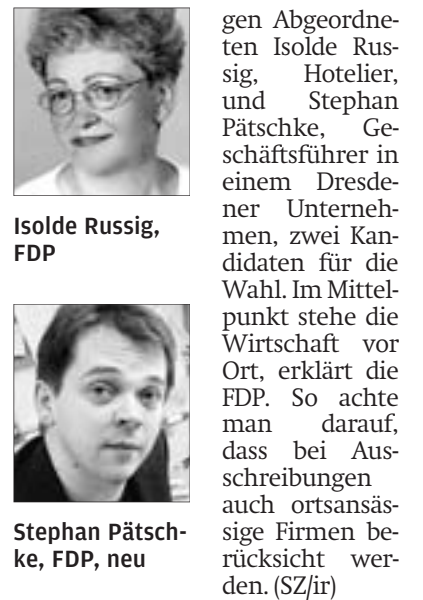 Isolde Russig,
FDP
Stephan Pätsch-
ke, FDP, neu
gen Abgeordne-
ten Isolde Rus-
sig, Hotelier,
und Stephan
Pätschke, Ge-
schäftsführer in
einem Dresde-
ner Unterneh-
men, zwei Kan-
didaten für die
Wahl. Im Mittel-
punkt stehe die
Wirtschaft vor
Ort, erklärt die
FDP. So achte
man darauf,
dass bei Aus-
schreibungen
auch ortsansäs-
sige Firmen be-
rücksicht wer-
den. (SZ/ir)